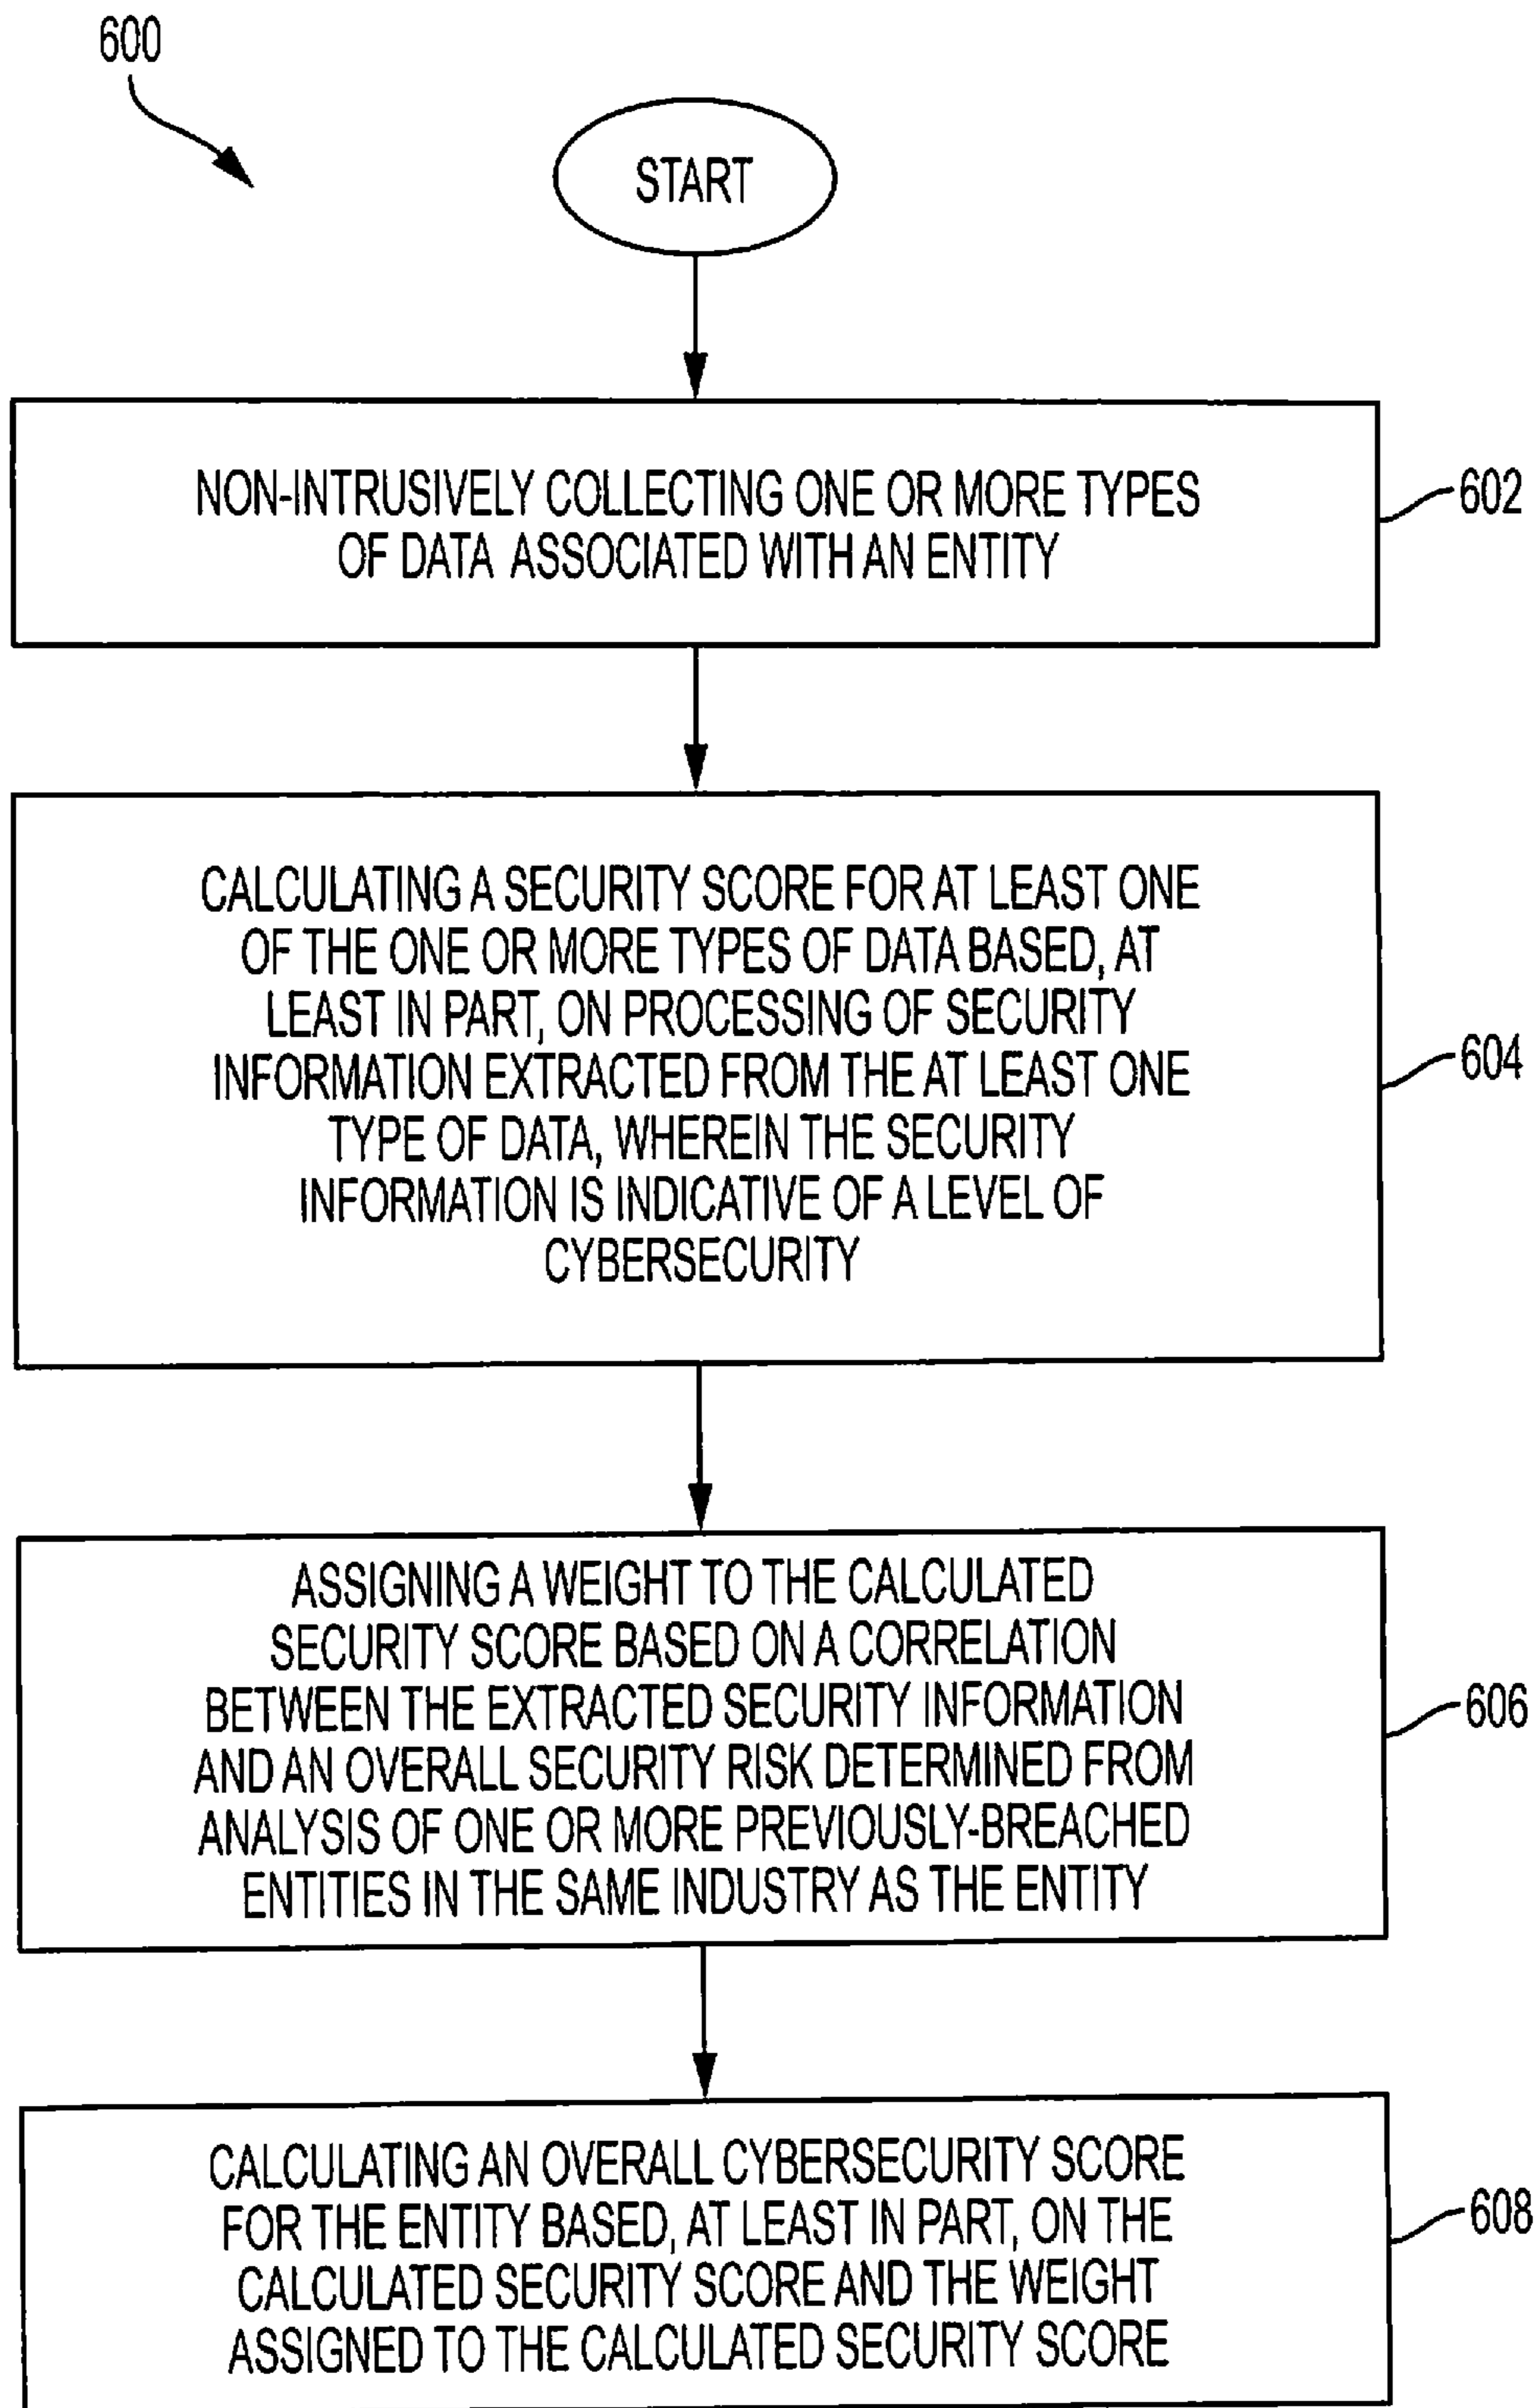 600
START
NON-INTRUSIVELY COLLECTING ONE OR MORE TYPES
OF DATA ASSOCIATED WITH AN ENTITY
602
CALCULATING A SECURITY SCORE FOR AT LEAST ONE
OF THE ONE OR MORE TYPES OF DATA BASED, AT
LEAST IN PART, ON PROCESSING OF SECURITY
INFORMATION EXTRACTED FROM THE AT LEAST ONE
TYPE OF DATA, WHEREIN THE SECURITY
INFORMATION IS INDICATIVE OF A LEVEL OF
CYBERSECURITY
604
ASSIGNING A WEIGHT TO THE CALCULATED
SECURITY SCORE BASED ON A CORRELATION
BETWEEN THE EXTRACTED SECURITY INFORMATION
AND AN OVERALL SECURITY RISK DETERMINED FROM
ANALYSIS OF ONE OR MORE PREVIOUSLY-BREACHED
ENTITIES IN THE SAME INDUSTRY AS THE ENTITY
606
CALCULATING AN OVERALL CYBERSECURITY SCORE
FOR THE ENTITY BASED, AT LEAST IN PART, ON THE
CALCULATED SECURITY SCORE AND THE WEIGHT
ASSIGNED TO THE CALCULATED SECURITY SCORE
608